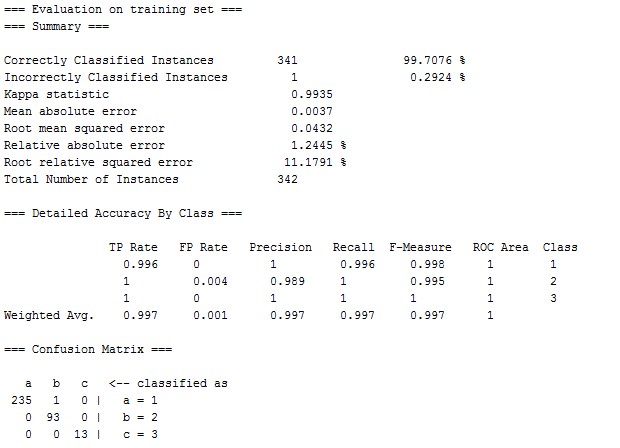 === Evaluation on training set ===
=== Summary ===
Correctly Classified Instances 341 99.7076 %
Incorrectly Classified Instances 1 0.2924 %
Kappa statistic 0.9935
Mean absolute error 0.0037
Root mean squared error 0.0432
Relative absolute error 1.2445 %
Root relative squared error 11.1791 %
Total Number of Instances 342
=== Detailed Accuracy By Class ===
TP Rate FP Rate Precision Recall F-Measure ROC Area Class
0.996 0 1 0.996 0.998 1 1
1 0.004 0.989 1 0.995 1 2
1 0 1 1 1 1 3
Weighted Avg. 0.997 0.001 0.997 0.997 0.997 1
=== Confusion Matrix ===
a b c <-- classified as
235 1 0 | a = 1
0 93 0 | b = 2
0 0 13 | c = 3